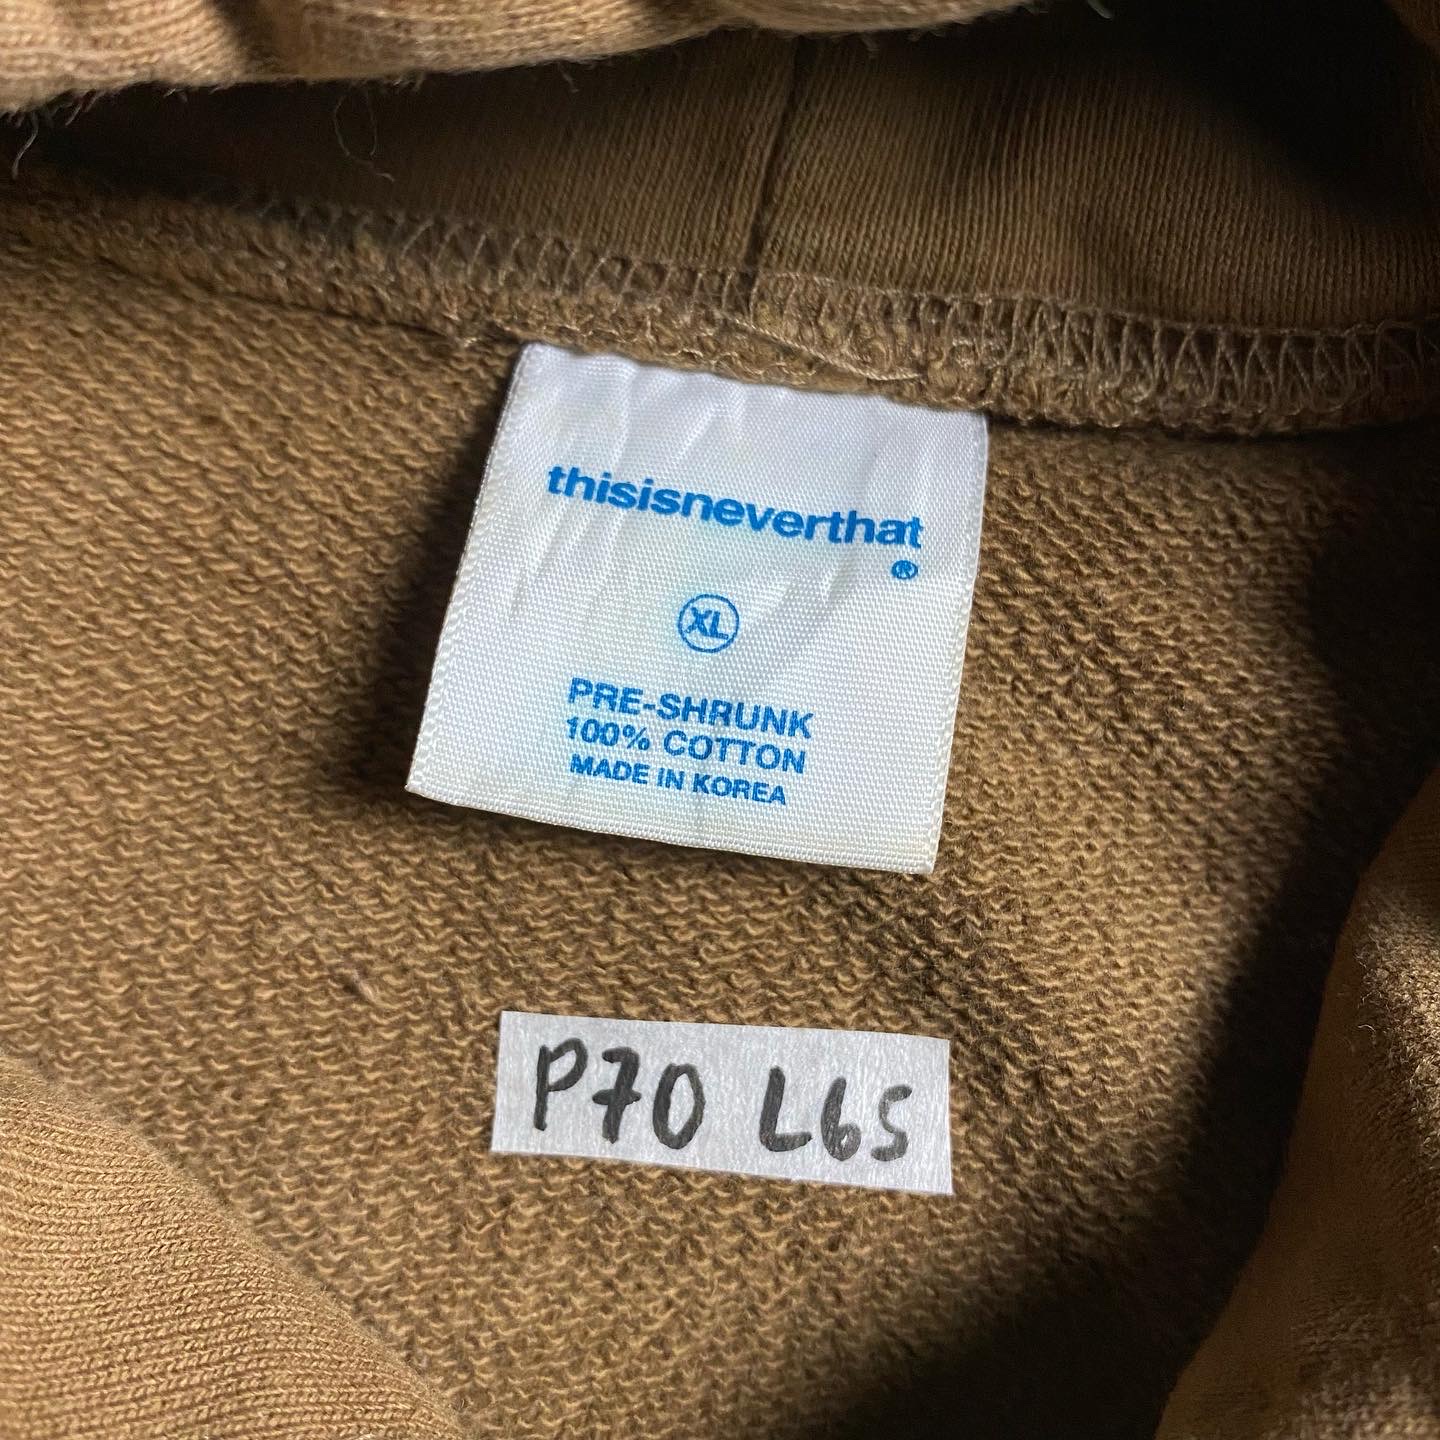 thisisneverthat
®
XL
PRE-SHRUNK
100% COTTON
MADE IN KOREA
P70 L65